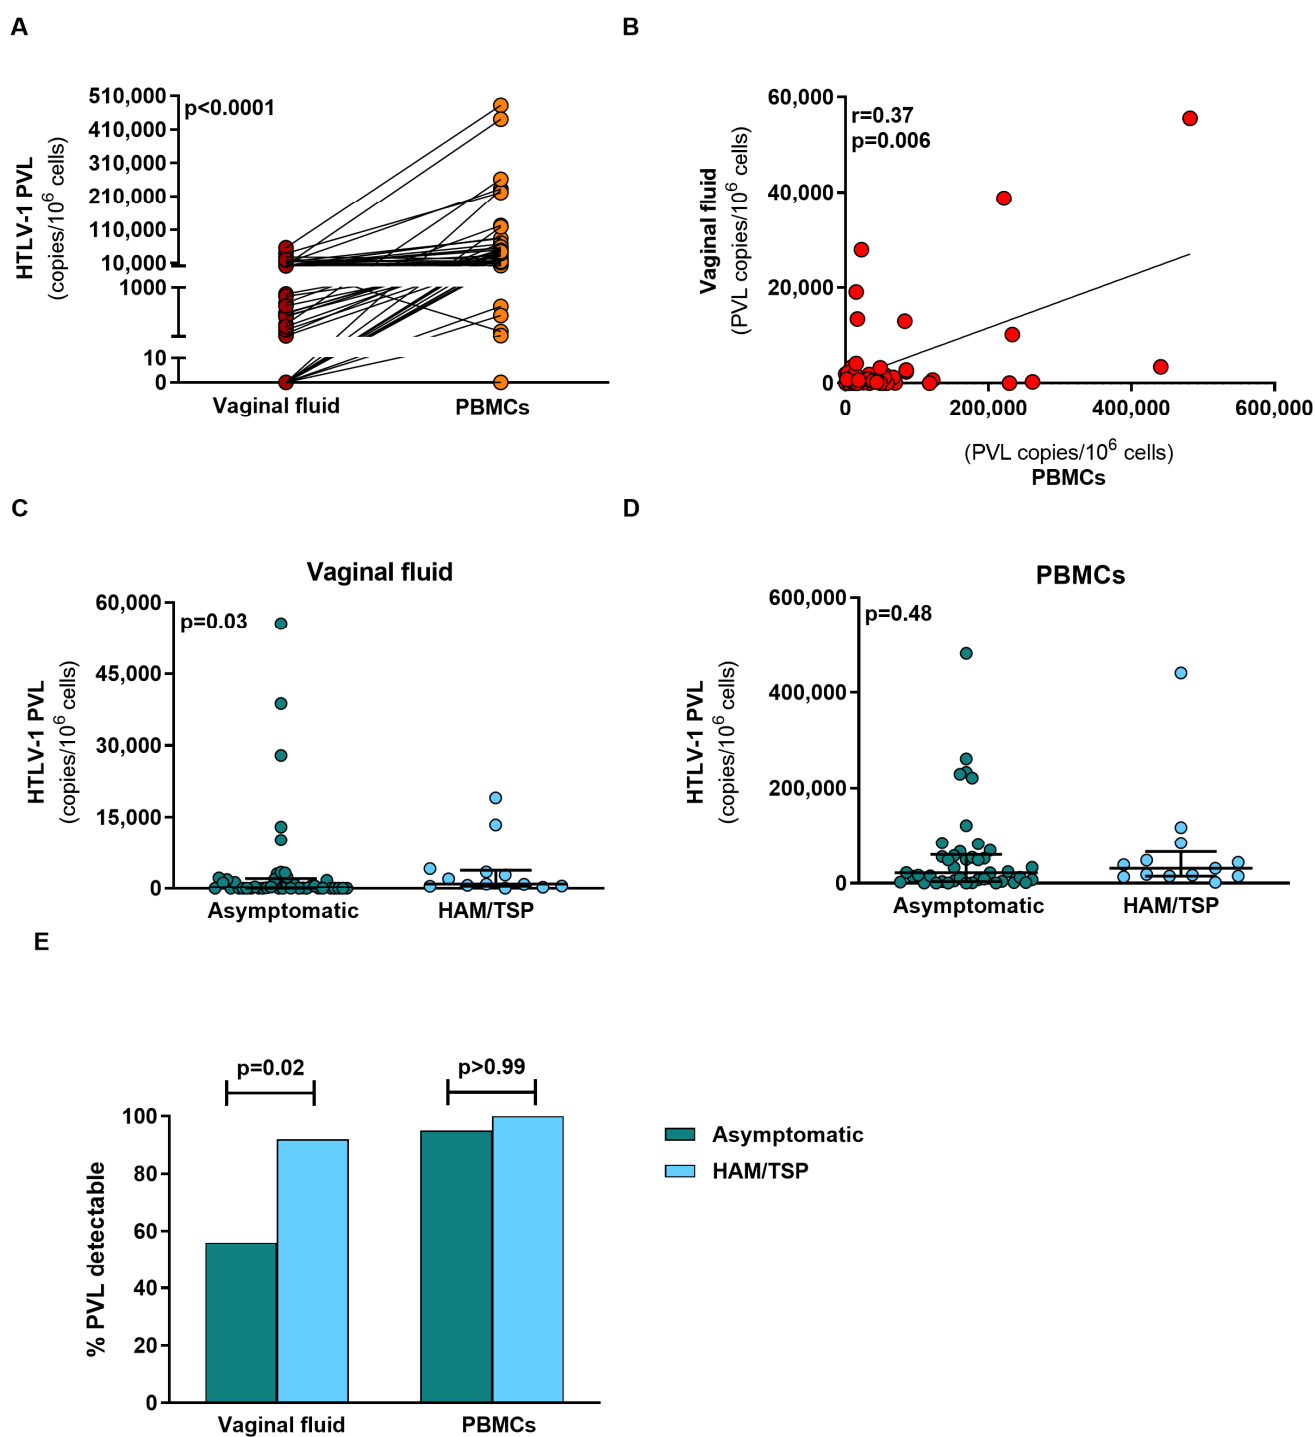 A
p<0.0001
HTLV-1 PVL
(copies/10⁶ cells)
510,000
410,000
310,000
210,000
110,000
10,000
1000
10
0
Vaginal fluid
PBMCs
B
r=0.37
p=0.006
Vaginal fluid
(PVL copies/10⁶ cells)
60,000
40,000
20,000
0
0
200,000
400,000
600,000
(PVL copies/10⁶ cells)
PBMCs
C
Vaginal fluid
p=0.03
HTLV-1 PVL
(copies/10⁶ cells)
60,000
45,000
30,000
15,000
0
Asymptomatic
HAM/TSP
D
PBMCs
p=0.48
HTLV-1 PVL
(copies/10⁶ cells)
600,000
400,000
200,000
0
Asymptomatic
HAM/TSP
E
p=0.02
p>0.99
% PVL detectable
100
80
60
40
20
0
Vaginal fluid
PBMCs
Asymptomatic
HAM/TSP